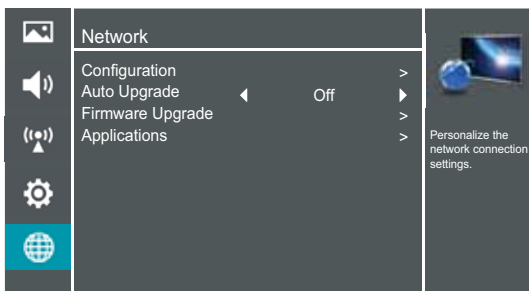 Network
Configuration >
Auto Upgrade Off
Firmware Upgrade >
Applications >
Personalize the
network connection
settings.